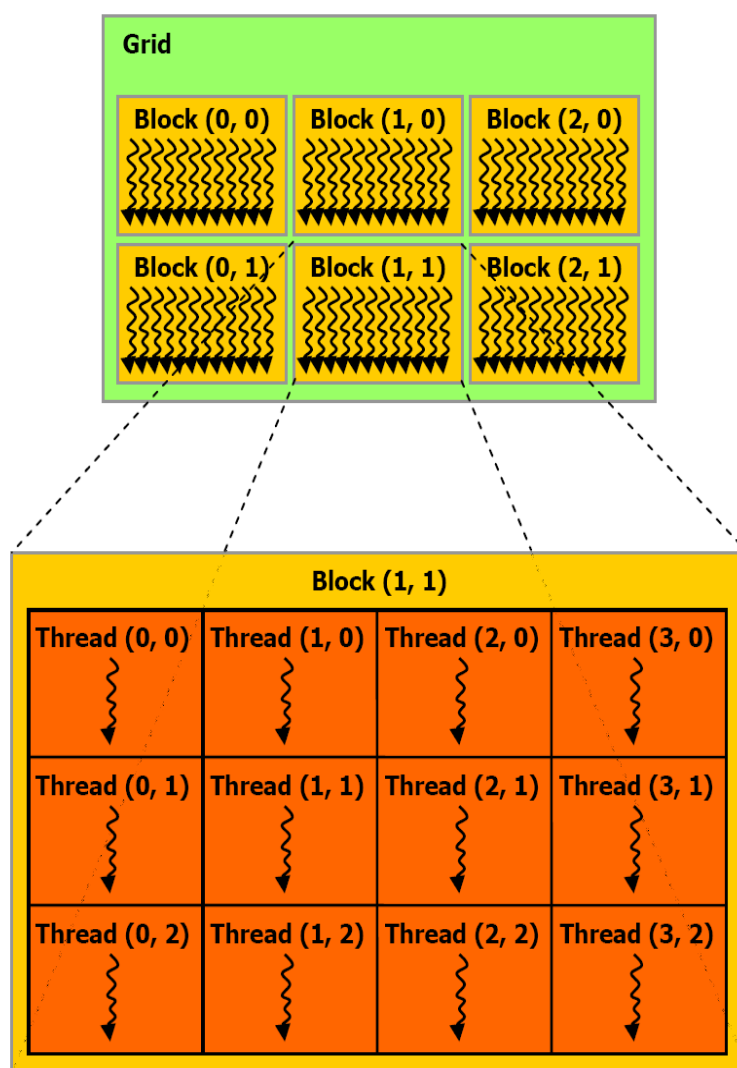 Grid
Block (0, 0) Block (1, 0) Block (2, 0)
Block (0, 1) Block (1, 1) Block (2, 1)
Block (1, 1)
Thread (0, 0) Thread (1, 0) Thread (2, 0) Thread (3, 0)
Thread (0, 1) Thread (1, 1) Thread (2, 1) Thread (3, 1)
Thread (0, 2) Thread (1, 2) Thread (2, 2) Thread (3, 2)